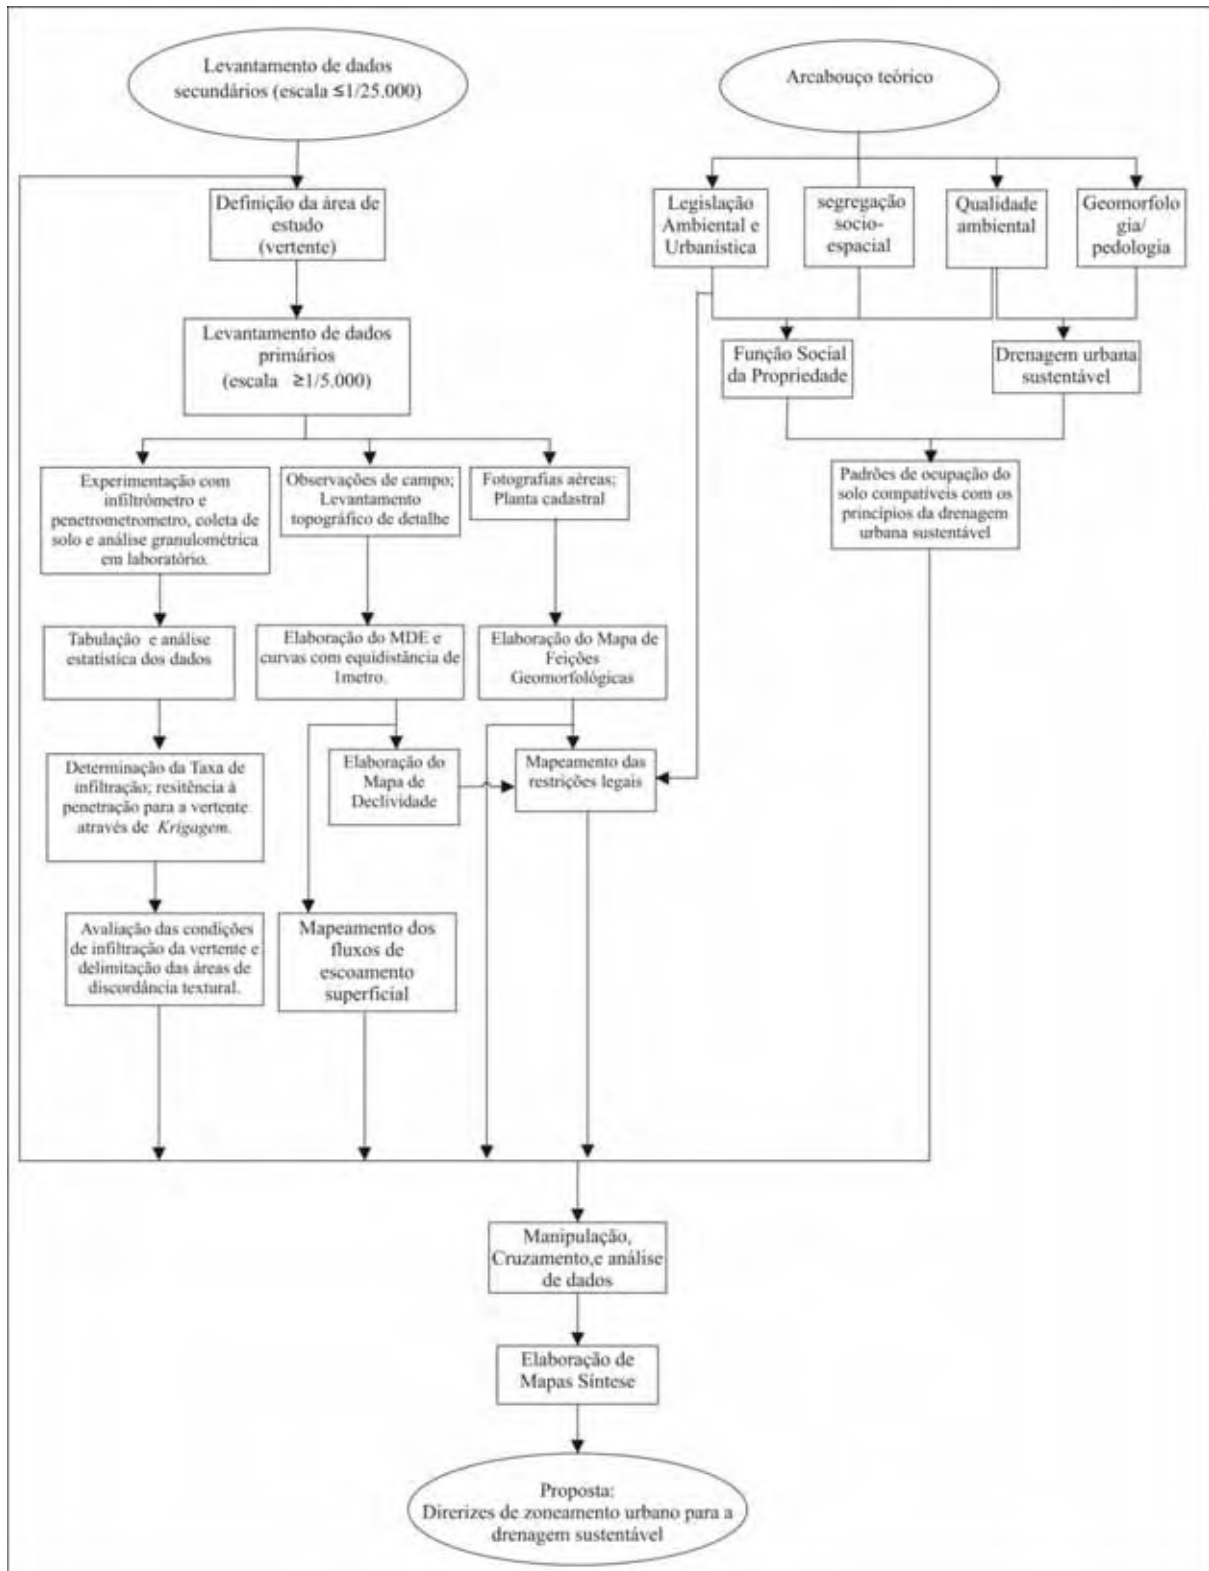 Levantamento de dados
secundários (escala ≤1/25.000)
Arcabouço teórico
Definição da área de
estudo
(vertente)
Legislação
Ambiental e
Urbanística
segregação
socio-
espacial
Qualidade
ambiental
Geomorfolo
gia/
pedologia
Levantamento de dados
primários
(escala ≥1/5.000)
Função Social
da Propriedade
Drenagem urbana
sustentável
Experimentação com
infiltrômetro e
penetrometrometro, coleta de
solo e análise granulométrica
em laboratório.
Observações de campo;
Levantamento
topográfico de detalhe
Fotografias aéreas;
Planta cadastral
Padrões de ocupação do
solo compatíveis com os
princípios da drenagem
urbana sustentável
Tabulação e análise
estatística dos dados
Elaboração do MDE e
curvas com equidistância de
1metro.
Elaboração do Mapa de
Feições
Geomorfológicas
Determinação da Taxa de
infiltração; resitência à
penetração para a vertente
através de Krigagem.
Elaboração do
Mapa de
Declividade
Mapeamento das
restrições legais
Avaliação das condições
de infiltração da vertente e
delimitação das áreas de
discordância textural.
Mapeamento dos
fluxos de
escoamento
superficial
Manipulação,
Cruzamento,e análise
de dados
Elaboração de
Mapas Síntese
Proposta:
Direrizes de zoneamento urbano para a
drenagem sustentável